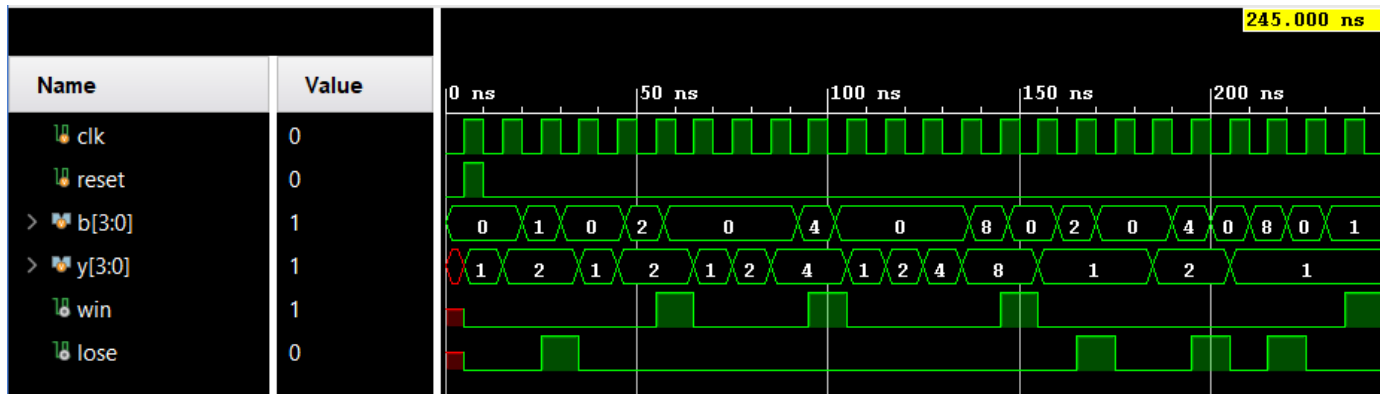 245.000 ns
Name Value
0 ns 50 ns 100 ns 150 ns 200 ns
clk 0
reset 0
b[3:0] 1 0 1 0 2 0 4 0 8 0 2 0 4 0 8 0 1
y[3:0] 1 1 2 1 2 1 2 4 1 2 4 8 1 2 1
win 1
lose 0